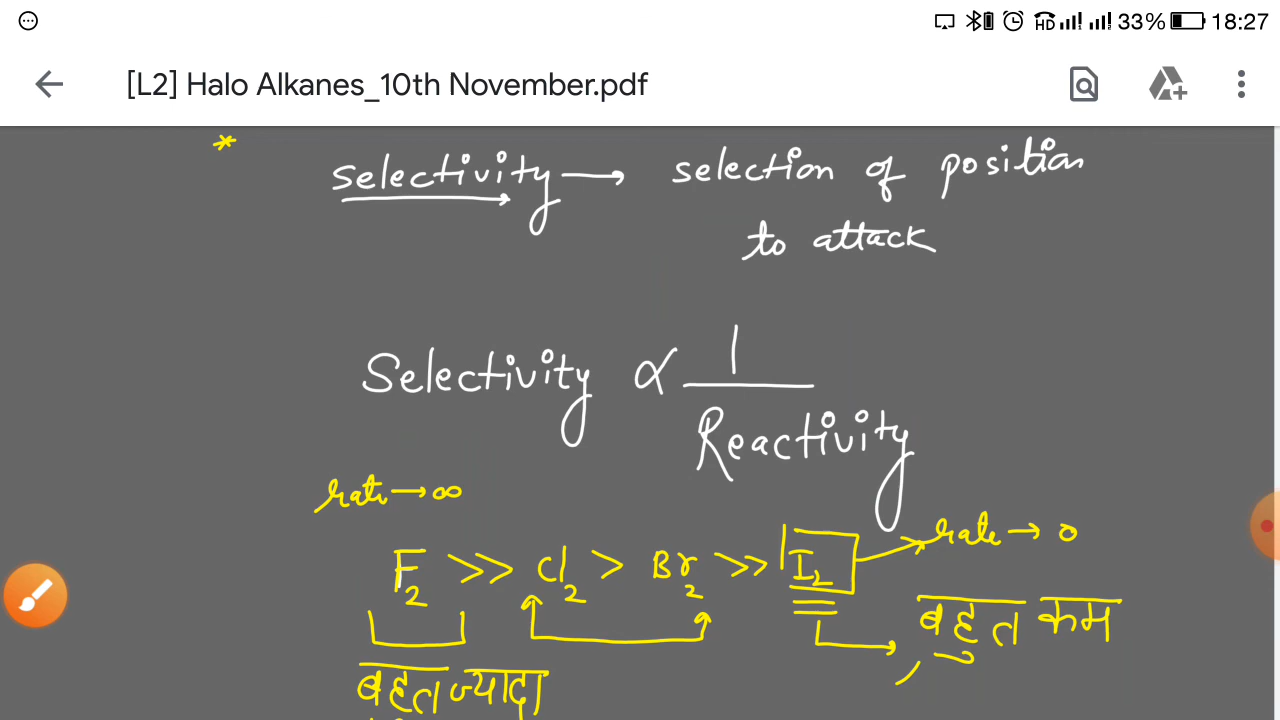 33% 18:27
[L2] Halo Alkanes_10th November.pdf
* selectivity → selection of position
to attack
Selectivity ∝ 1
Reactivity
rate → ∞
F2 >> Cl2 > Br2 >> I2 → rate → 0
बहुत कम
बहुत ज्यादा